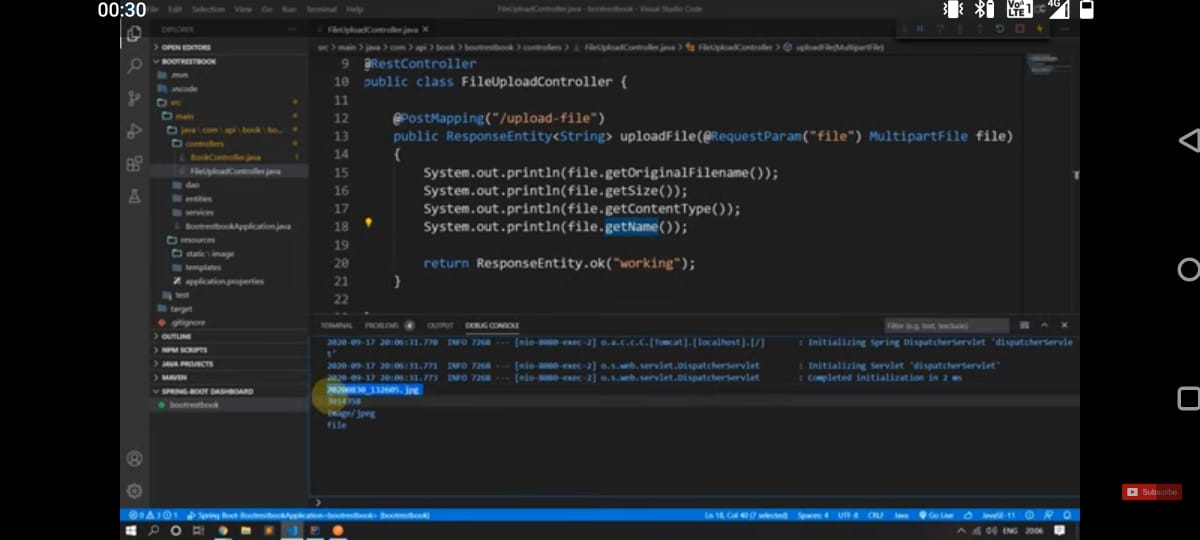 00:30
File Edit Selection View Go Run Terminal Help
FileUploadController.java - bootrestbook - Visual Studio Code
VoLTE 1 4G
EXPLORER
FileUploadController.java ×
OPEN EDITORS
src > main > java > com > api > book > bootrestbook > controllers > FileUploadController.java > FileUploadController > uploadFile(MultipartFile)
BOOTRESTBOOK
.mvn
.vscode
src
main
java \ com \ api \ book \ bo...
controllers
BookController.java 1
FileUploadController.java
dao
entities
services
BootrestbookApplication.java
resources
static \ image
templates
application.properties
test
target
.gitignore
OUTLINE
NPM SCRIPTS
JAVA PROJECTS
MAVEN
SPRING-BOOT DASHBOARD
bootrestbook
9 @RestController
10 public class FileUploadController {
11
12 @PostMapping("/upload-file")
13 public ResponseEntity<String> uploadFile(@RequestParam("file") MultipartFile file)
14 {
15 System.out.println(file.getOriginalFilename());
16 System.out.println(file.getSize());
17 System.out.println(file.getContentType());
18 System.out.println(file.getName());
19
20 return ResponseEntity.ok("working");
21 }
22
TERMINAL PROBLEMS 4 OUTPUT DEBUG CONSOLE
Filter (e.g. text, !exclude)
2020-09-17 20:06:31.770 INFO 7268 --- [nio-8080-exec-2] o.a.c.c.C.[Tomcat].[localhost].[/] : Initializing Spring DispatcherServlet 'dispatcherServle
t'
2020-09-17 20:06:31.771 INFO 7268 --- [nio-8080-exec-2] o.s.web.servlet.DispatcherServlet : Initializing Servlet 'dispatcherServlet'
2020-09-17 20:06:31.773 INFO 7268 --- [nio-8080-exec-2] o.s.web.servlet.DispatcherServlet : Completed initialization in 2 ms
20200830_132605.jpg
3014358
image/jpeg
file
Subscribe
0 3 1 Spring Boot-BootrestbookApplication<bootrestbook> (bootrestbook)
Ln 18, Col 40 (7 selected) Spaces: 4 UTF-8 CRLF Java Go Live JavaSE-11
ENG 20:06